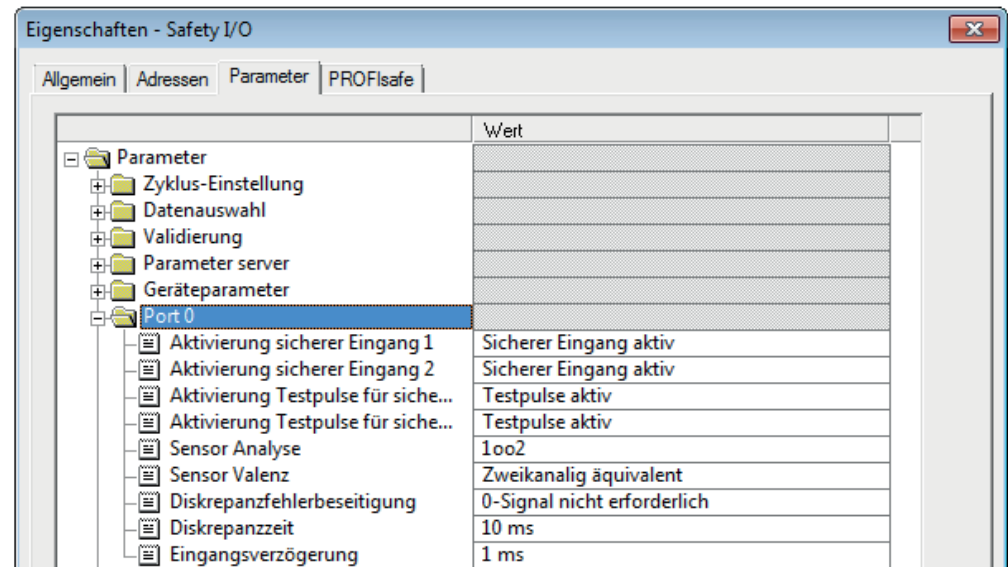 Eigenschaften - Safety I/O
Allgemein Adressen Parameter PROFIsafe
Wert
Parameter
Zyklus-Einstellung
Datenauswahl
Validierung
Parameter server
Geräteparameter
Port 0
Aktivierung sicherer Eingang 1 Sicherer Eingang aktiv
Aktivierung sicherer Eingang 2 Sicherer Eingang aktiv
Aktivierung Testpulse für siche... Testpulse aktiv
Aktivierung Testpulse für siche... Testpulse aktiv
Sensor Analyse 1oo2
Sensor Valenz Zweikanalig äquivalent
Diskrepanzfehlerbeseitigung 0-Signal nicht erforderlich
Diskrepanzzeit 10 ms
Eingangsverzögerung 1 ms